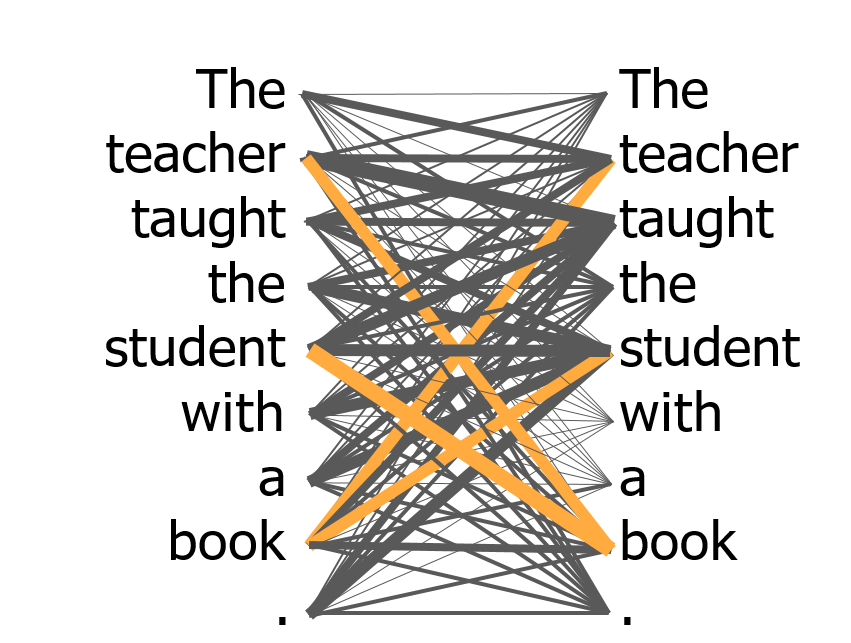 The The
teacher teacher
taught taught
the the
student student
with with
a a
book book